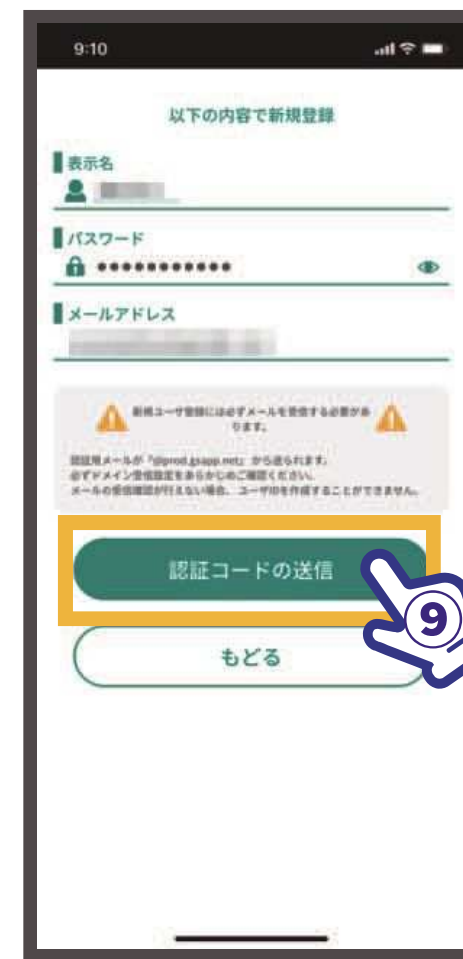 9:10
以下の内容で新規登録
表示名
パスワード
●●●●●●●●●●●
メールアドレス
新規ユーザ登録には必ずメールを受信する必要があ
ります。
認証用メールが「@prod.gsapp.net」から送られます。
必ずドメイン受信設定をあらかじめご確認ください。
メールの受信確認が行えない場合、ユーザIDを作成することができません。
認証コードの送信
9
もどる